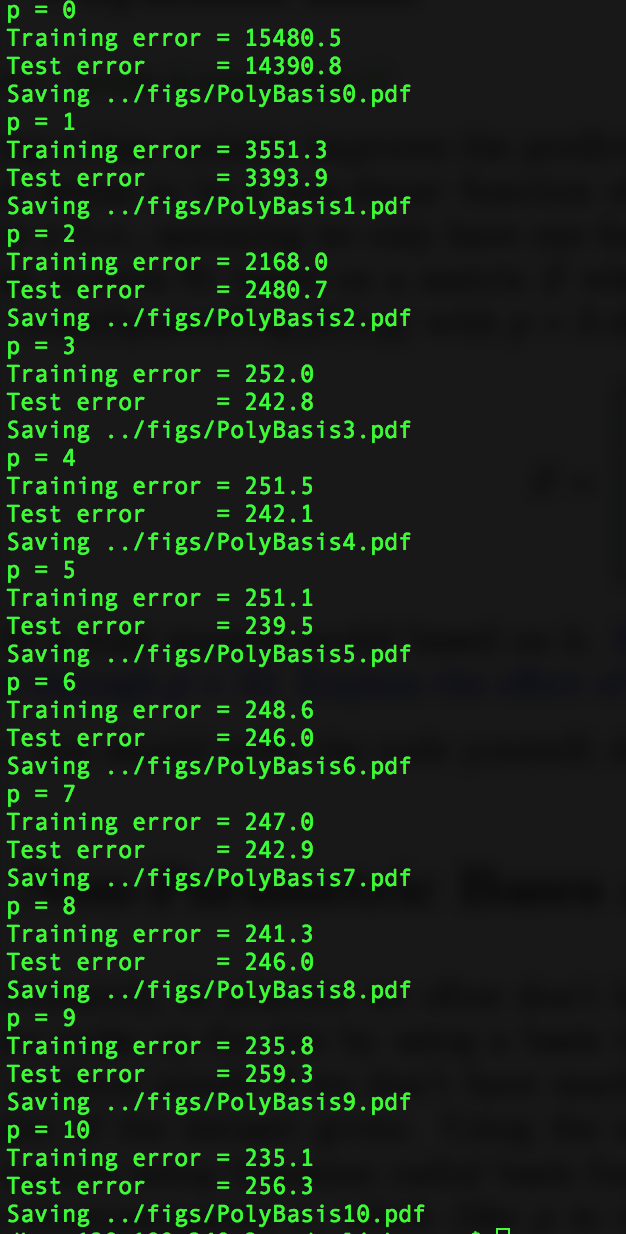 p = 0
Training error = 15480.5
Test error     = 14390.8
Saving ../figs/PolyBasis0.pdf
p = 1
Training error = 3551.3
Test error     = 3393.9
Saving ../figs/PolyBasis1.pdf
p = 2
Training error = 2168.0
Test error     = 2480.7
Saving ../figs/PolyBasis2.pdf
p = 3
Training error = 252.0
Test error     = 242.8
Saving ../figs/PolyBasis3.pdf
p = 4
Training error = 251.5
Test error     = 242.1
Saving ../figs/PolyBasis4.pdf
p = 5
Training error = 251.1
Test error     = 239.5
Saving ../figs/PolyBasis5.pdf
p = 6
Training error = 248.6
Test error     = 246.0
Saving ../figs/PolyBasis6.pdf
p = 7
Training error = 247.0
Test error     = 242.9
Saving ../figs/PolyBasis7.pdf
p = 8
Training error = 241.3
Test error     = 246.0
Saving ../figs/PolyBasis8.pdf
p = 9
Training error = 235.8
Test error     = 259.3
Saving ../figs/PolyBasis9.pdf
p = 10
Training error = 235.1
Test error     = 256.3
Saving ../figs/PolyBasis10.pdf